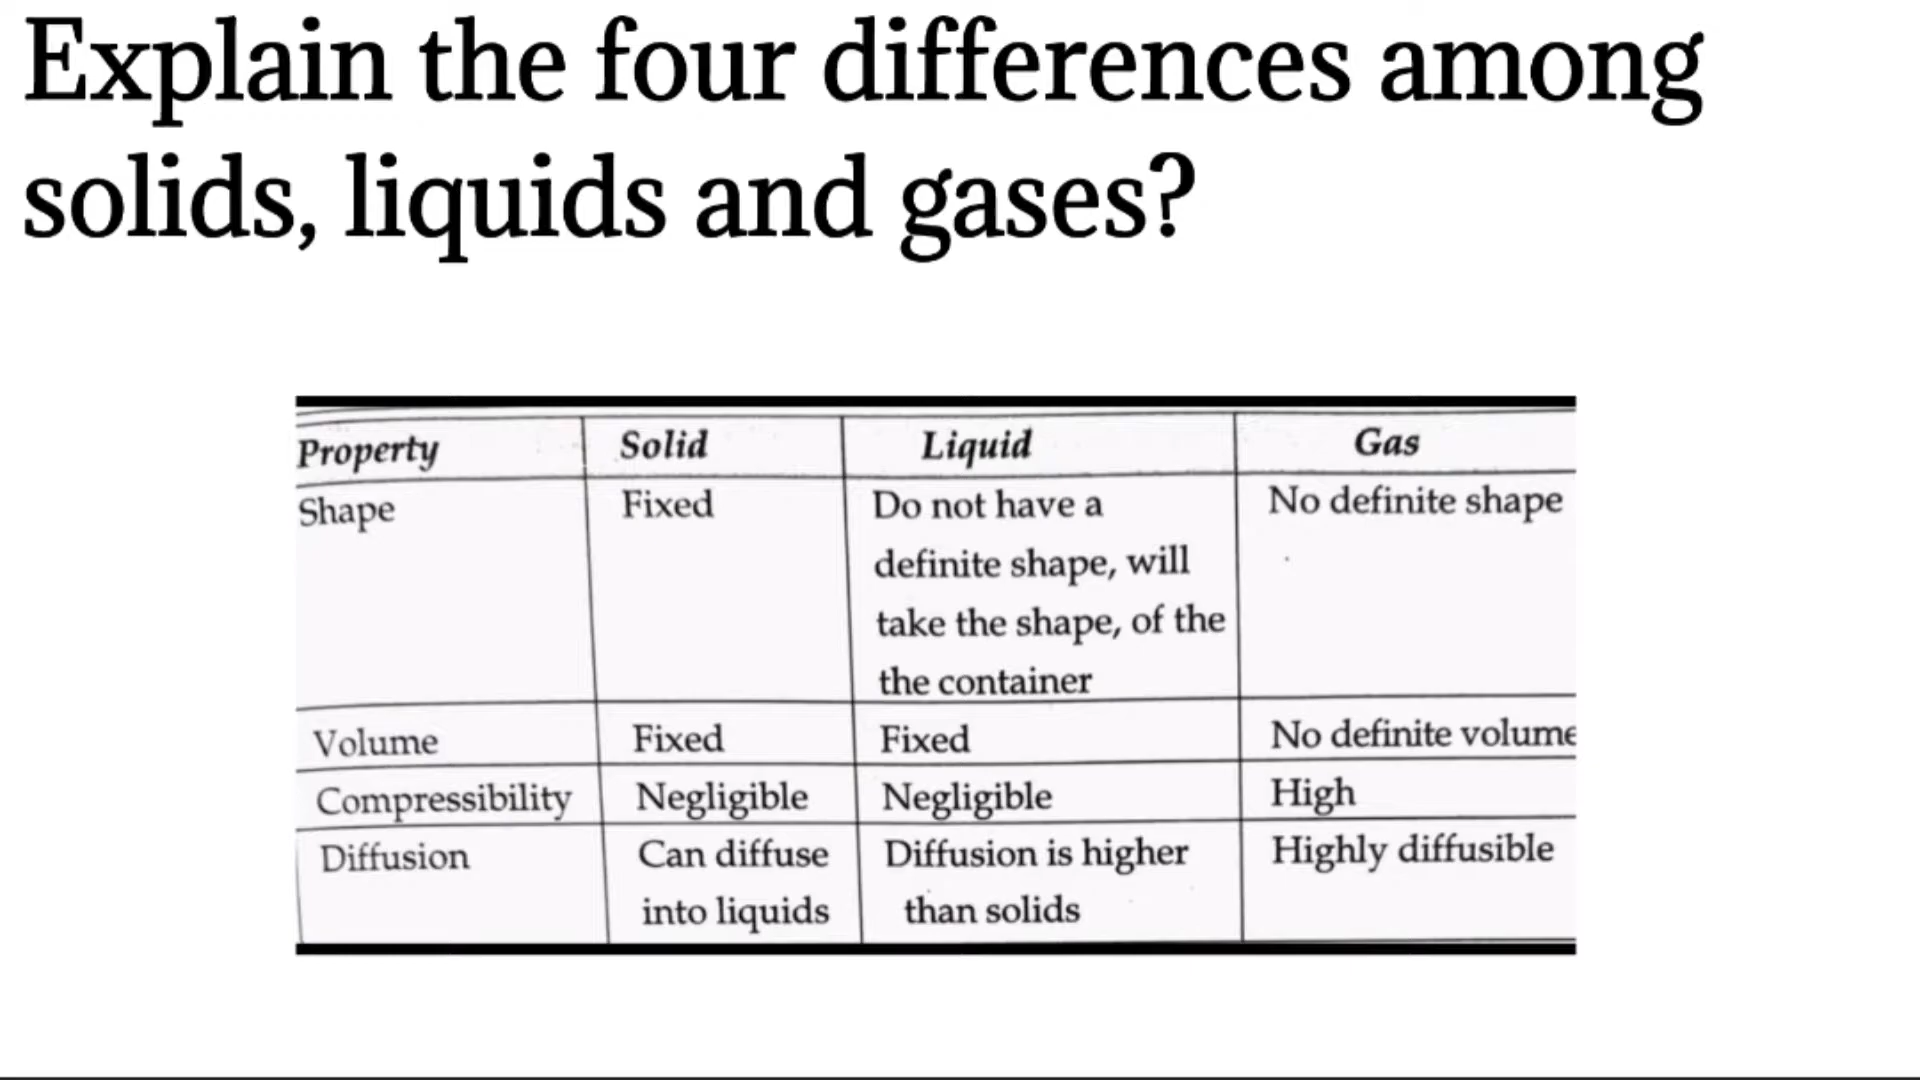 Explain the four differences among
solids, liquids and gases?
Property Solid Liquid Gas
Shape Fixed Do not have a No definite shape
definite shape, will
take the shape, of the
the container
Volume Fixed Fixed No definite volume
Compressibility Negligible Negligible High
Diffusion Can diffuse Diffusion is higher Highly diffusible
into liquids than solids